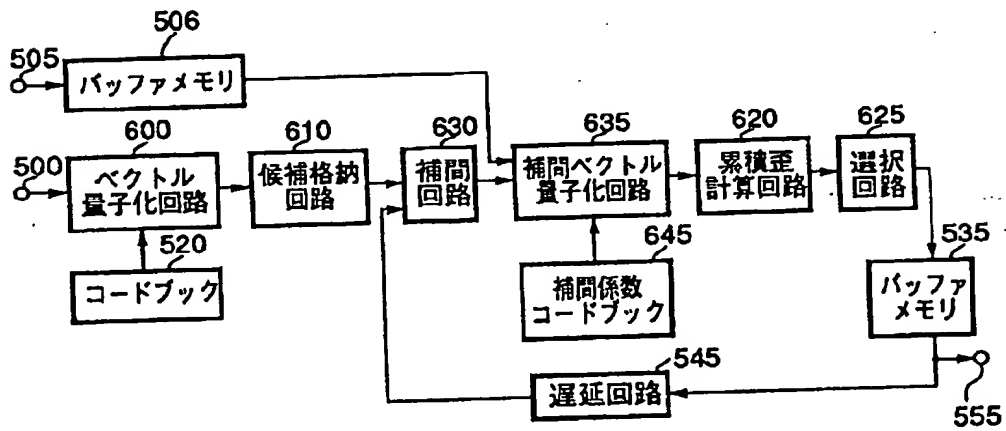 506
505
バッファメモリ
600
610
630
635
620
625
500
ベクトル
量子化回路
候補格納
回路
補間
回路
補間ベクトル
量子化回路
累積歪
計算回路
選択
回路
520
コードブック
645
補間係数
コードブック
535
バッファ
メモリ
545
遅延回路
555